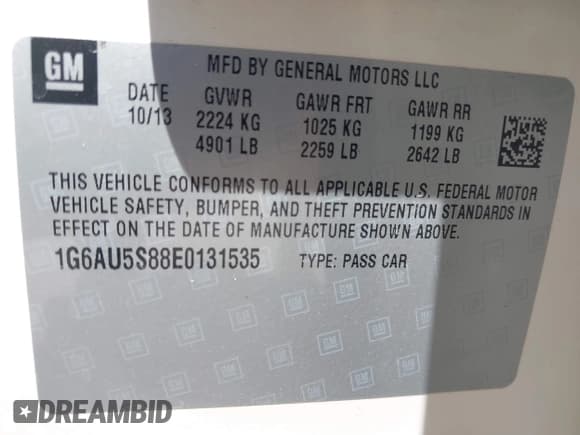 GM
MFD BY GENERAL MOTORS LLC
DATE GVWR GAWR FRT GAWR RR
10/13 2224 KG 1025 KG 1199 KG
4901 LB 2259 LB 2642 LB
THIS VEHICLE CONFORMS TO ALL APPLICABLE U.S. FEDERAL MOTOR
VEHICLE SAFETY, BUMPER, AND THEFT PREVENTION STANDARDS IN
EFFECT ON THE DATE OF MANUFACTURE SHOWN ABOVE.
1G6AU5S88E0131535 TYPE: PASS CAR
DREAMBID